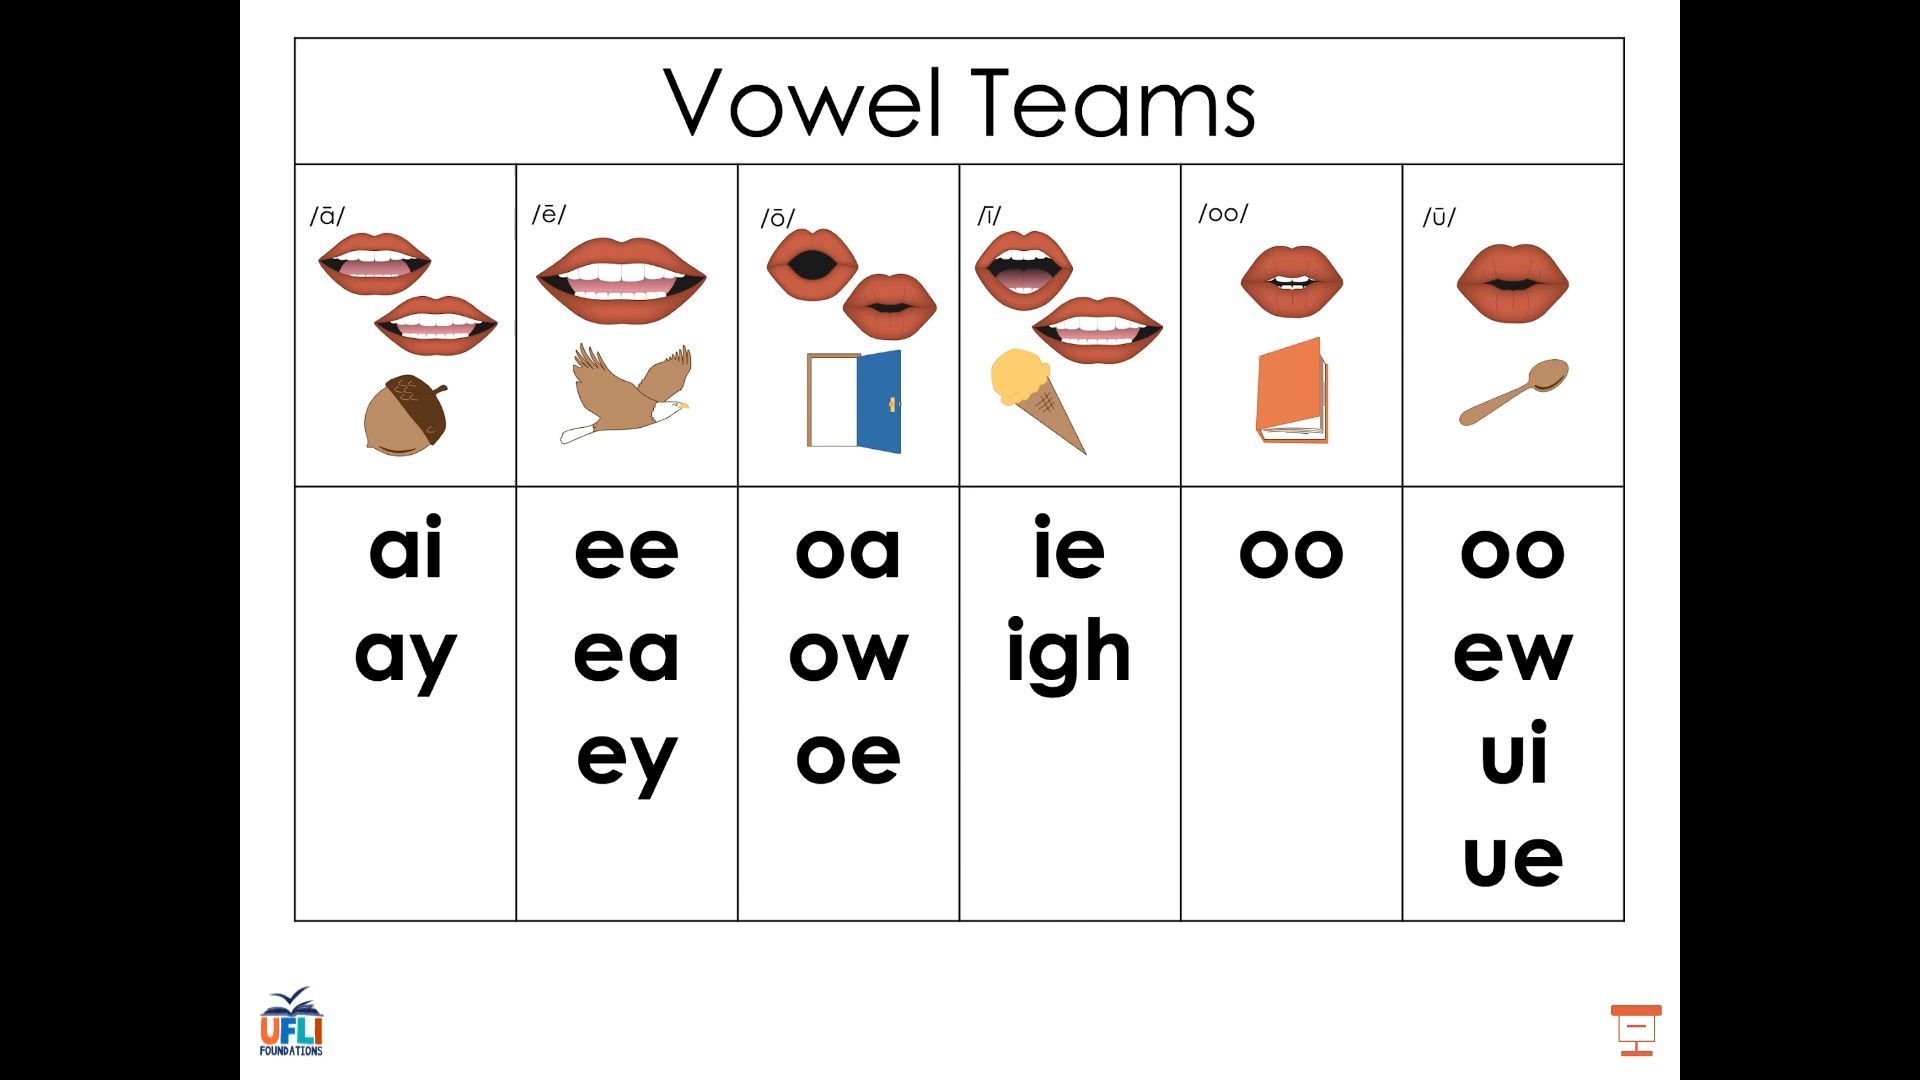 Vowel Teams
/ā/ /ē/ /ō/ /ī/ /oo/ /ū/
ai ee oa ie oo oo
ay ea ow igh ew
ey oe ui
ue
UFLI
FOUNDATIONS